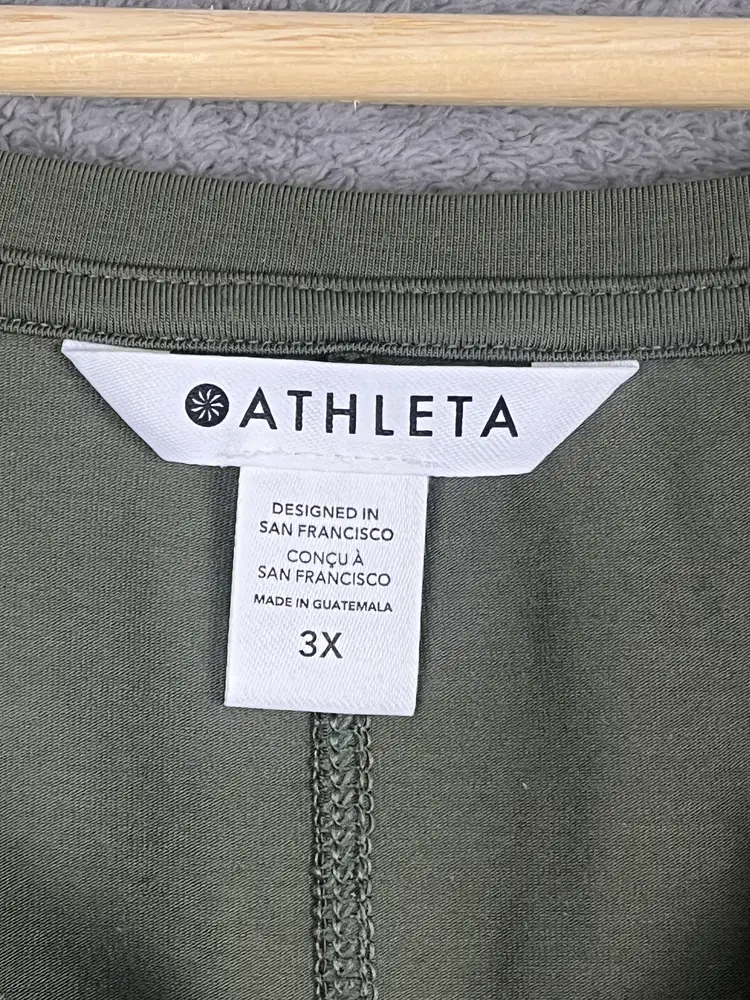 ATHLETA
DESIGNED IN
SAN FRANCISCO
CONÇU À
SAN FRANCISCO
MADE IN GUATEMALA
3X